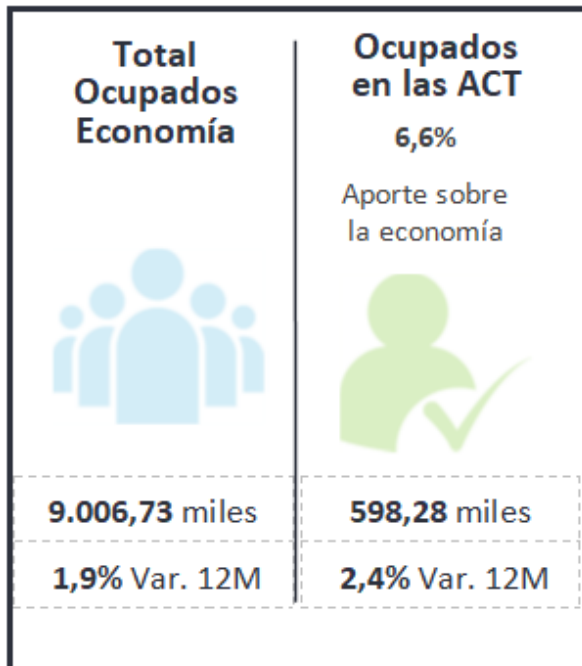 Total
Ocupados
Economía
9.006,73 miles
1,9% Var. 12M
Ocupados
en las ACT
6,6%
Aporte sobre
la economía
598,28 miles
2,4% Var. 12M